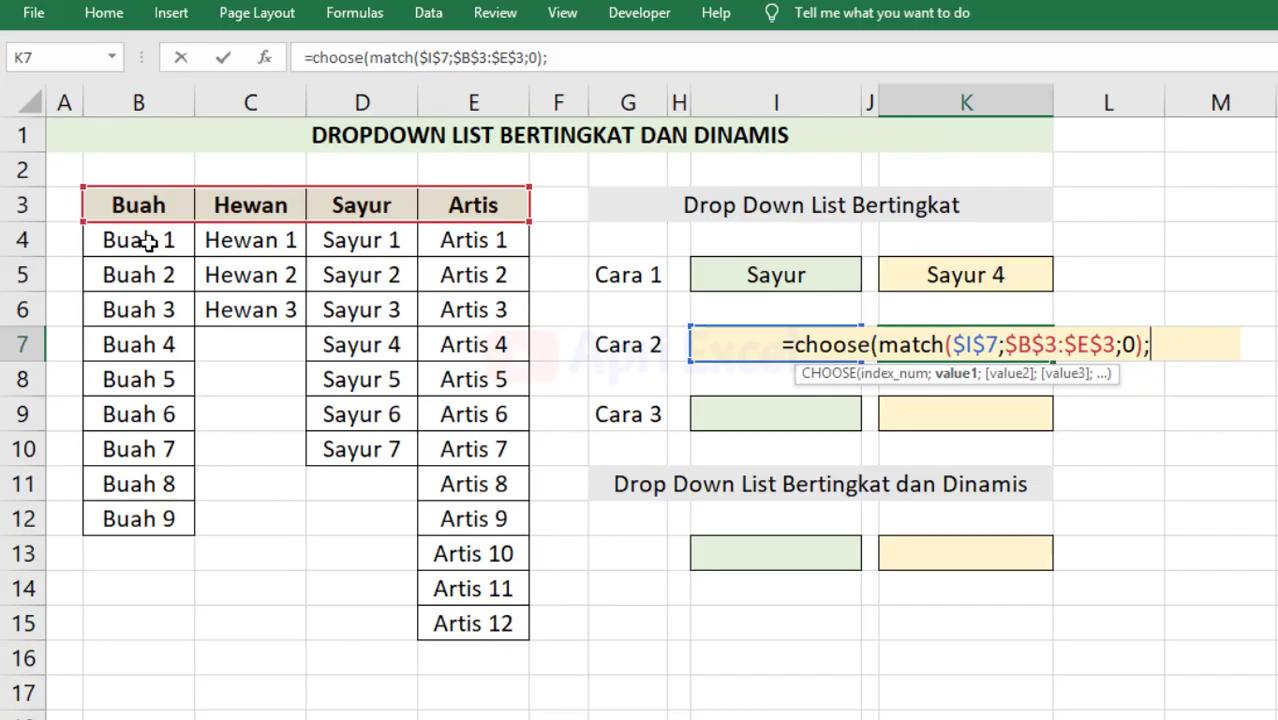 File Home Insert Page Layout Formulas Data Review View Developer Help Tell me what you want to do
K7 fx =choose(match($I$7;$B$3:$E$3;0);
A B C D E F G H I J K L M
1 DROPDOWN LIST BERTINGKAT DAN DINAMIS
2
3 Buah Hewan Sayur Artis Drop Down List Bertingkat
4 Buah 1 Hewan 1 Sayur 1 Artis 1
5 Buah 2 Hewan 2 Sayur 2 Artis 2 Cara 1 Sayur Sayur 4
6 Buah 3 Hewan 3 Sayur 3 Artis 3
7 Buah 4 Sayur 4 Artis 4 Cara 2 =choose(match($I$7;$B$3:$E$3;0);
8 Buah 5 Sayur 5 Artis 5 CHOOSE(index_num; value1; [value2]; [value3]; ...)
9 Buah 6 Sayur 6 Artis 6 Cara 3
10 Buah 7 Sayur 7 Artis 7
11 Buah 8 Artis 8 Drop Down List Bertingkat dan Dinamis
12 Buah 9 Artis 9
13 Artis 10
14 Artis 11
15 Artis 12
16
17